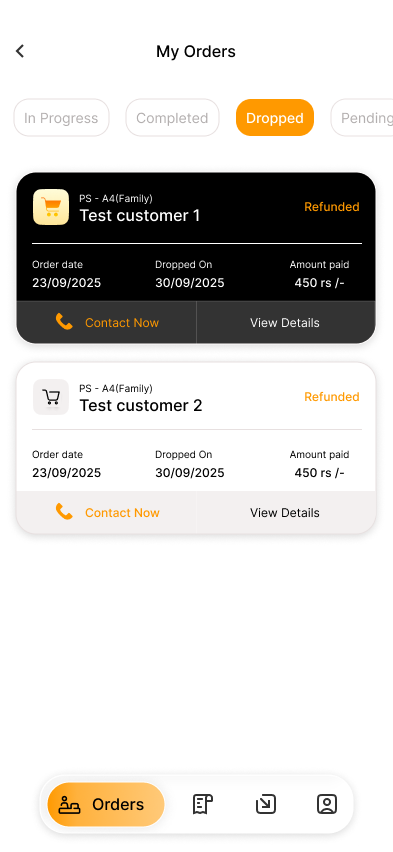 My Orders
In Progress Completed Dropped Pending
PS - A4(Family)
Test customer 1
Refunded
Order date Dropped On Amount paid
23/09/2025 30/09/2025 450 rs /-
Contact Now View Details
PS - A4(Family)
Test customer 2
Refunded
Order date Dropped On Amount paid
23/09/2025 30/09/2025 450 rs /-
Contact Now View Details
Orders